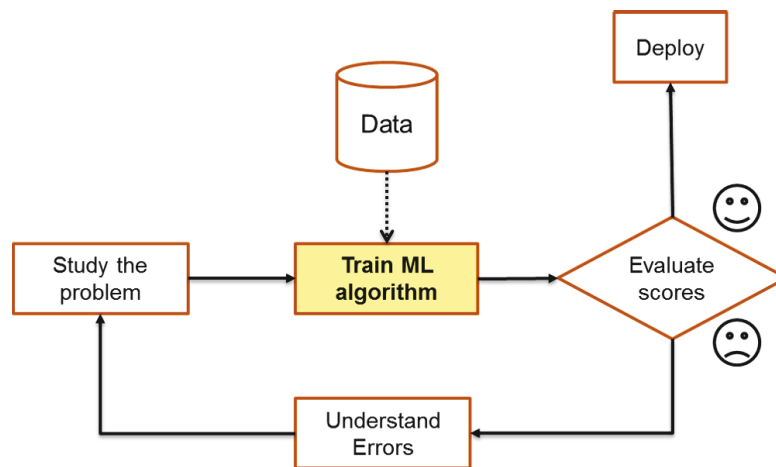 Deploy
Data
Study the
problem
Train ML
algorithm
Evaluate
scores
Understand
Errors